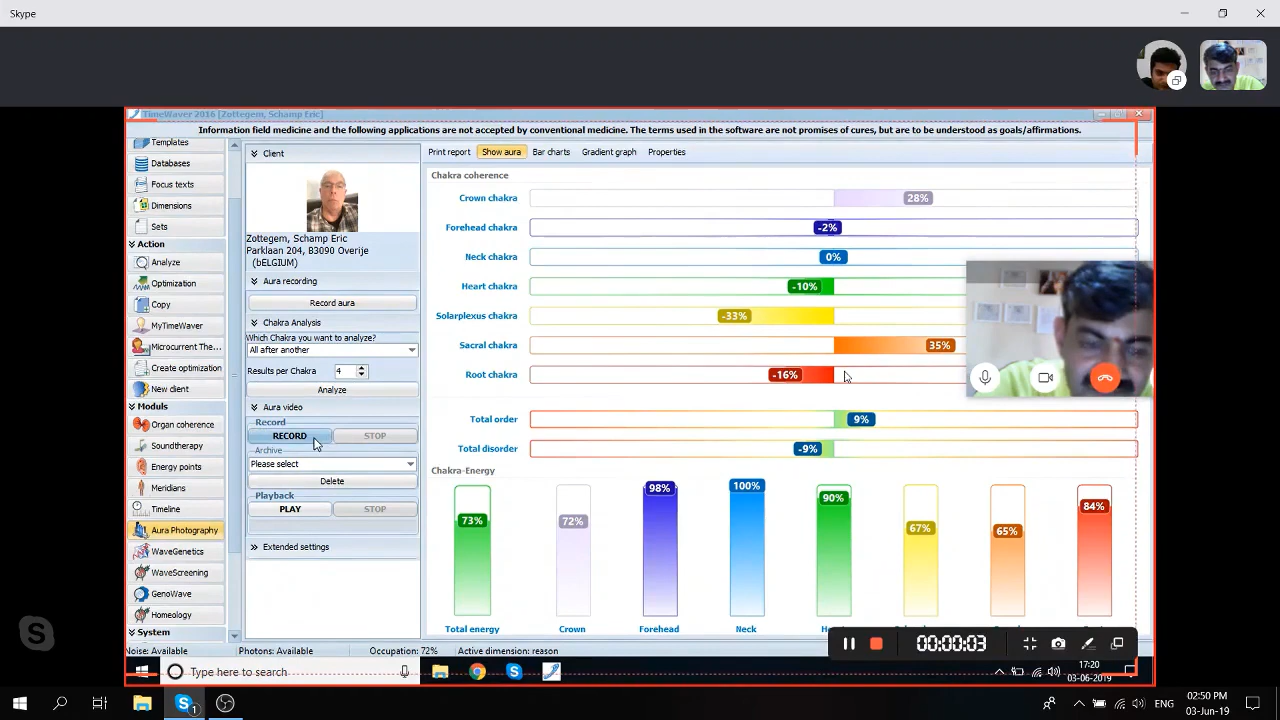 Skype
TimeWaver 2016 [Zottegem, Schamp Eric]
Information field medicine and the following applications are not accepted by conventional medicine. The terms used in the software are not promises of cures, but are to be understood as goals/affirmations.
Templates
Databases
Focus texts
Dimensions
Sets
Action
Analyze
Optimization
Copy
MyTimeWaver
Microcurrent The...
Create optimization
New client
Moduls
Organ coherence
Soundtherapy
Energy points
Meridians
Timeline
Aura Photography
WaveGenetics
WaveScreening
GenoWave
Homeology
System
Client
Zottegem, Schamp Eric
Parklaan 204, B3090 Overije
(bELGIUM)
Aura recording
Record aura
Chakra Analysis
Which Chakra you want to analyze?
All after another
Results per Chakra 4
Analyze
Aura video
Record
RECORD STOP
Archive
Please select
Delete
Playback
PLAY STOP
Extended settings
Print report Show aura Bar charts Gradient graph Properties
Chakra coherence
Crown chakra 28%
Forehead chakra -2%
Neck chakra 0%
Heart chakra -10%
Solarplexus chakra -33%
Sacral chakra 35%
Root chakra -16%
Total order 9%
Total disorder -9%
Chakra-Energy
73% 72% 98% 100% 90% 67% 65% 84%
Total energy Crown Forehead Neck
00:00:03
Noise: Available Photons: Available Occupation: 72% Active dimension: reason
Type here to search
17:20
03-06-2019
S
1
ENG
02:50 PM
03-Jun-19